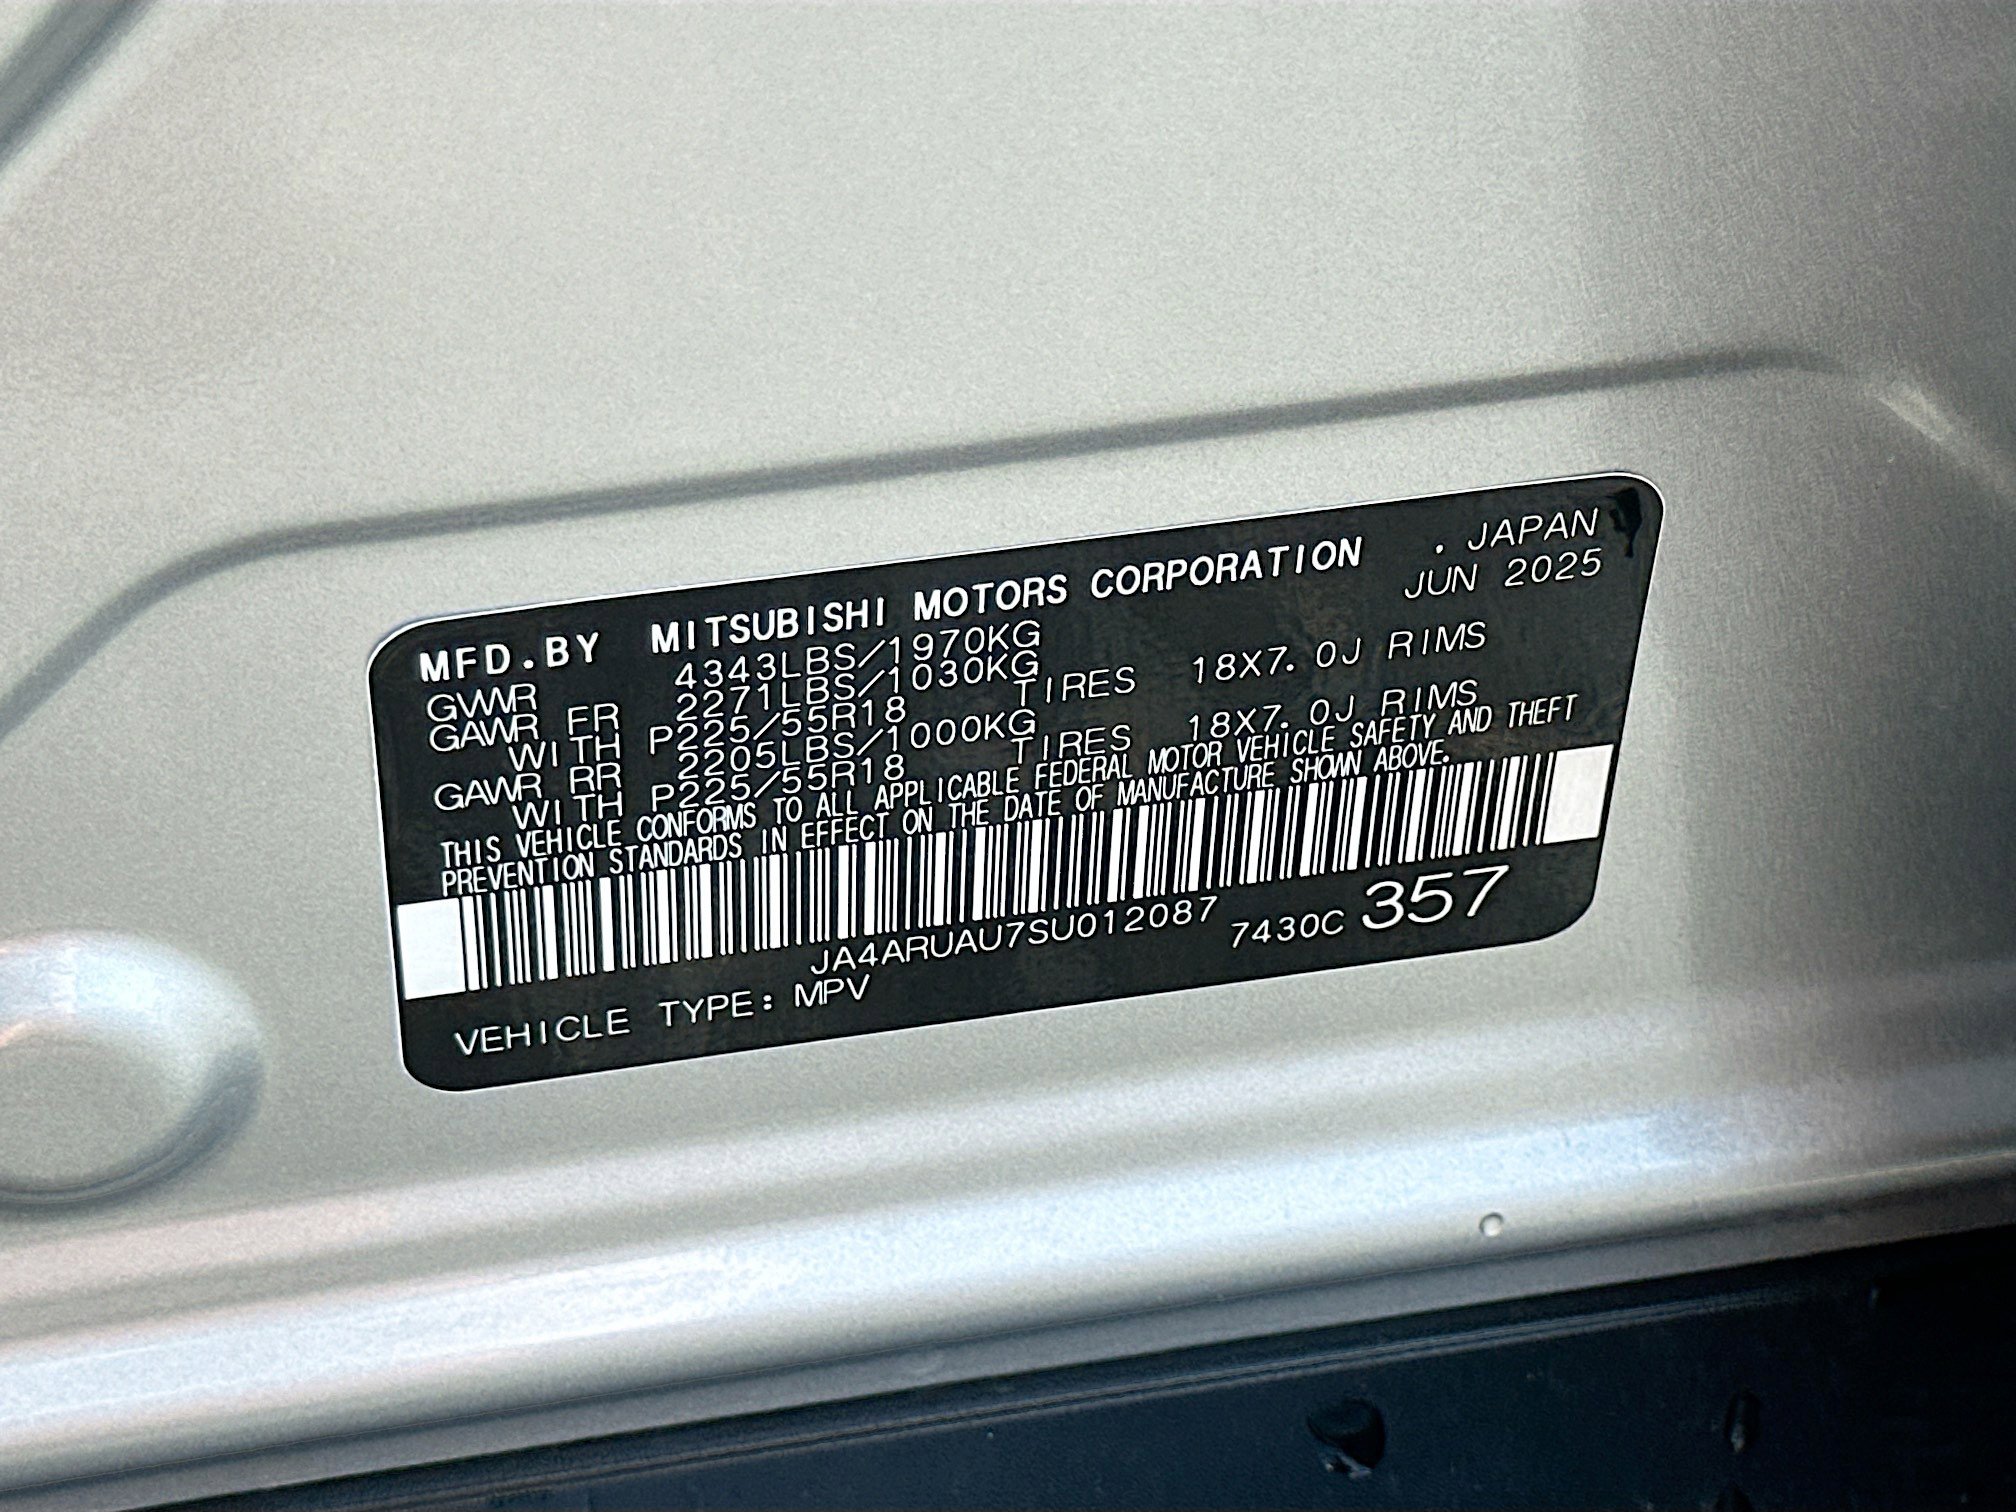 MFD.BY MITSUBISHI MOTORS CORPORATION . JAPAN
GVWR 4343LBS/1970KG JUN 2025
GAWR FR 2271LBS/1030KG
WITH P225/55R18 TIRES 18X7.0J RIMS
GAWR RR 2205LBS/1000KG
WITH P225/55R18 TIRES 18X7.0J RIMS
THIS VEHICLE CONFORMS TO ALL APPLICABLE FEDERAL MOTOR VEHICLE SAFETY AND THEFT
PREVENTION STANDARDS IN EFFECT ON THE DATE OF MANUFACTURE SHOWN ABOVE.
JA4ARUAU7SU012087 7430C 357
VEHICLE TYPE: MPV